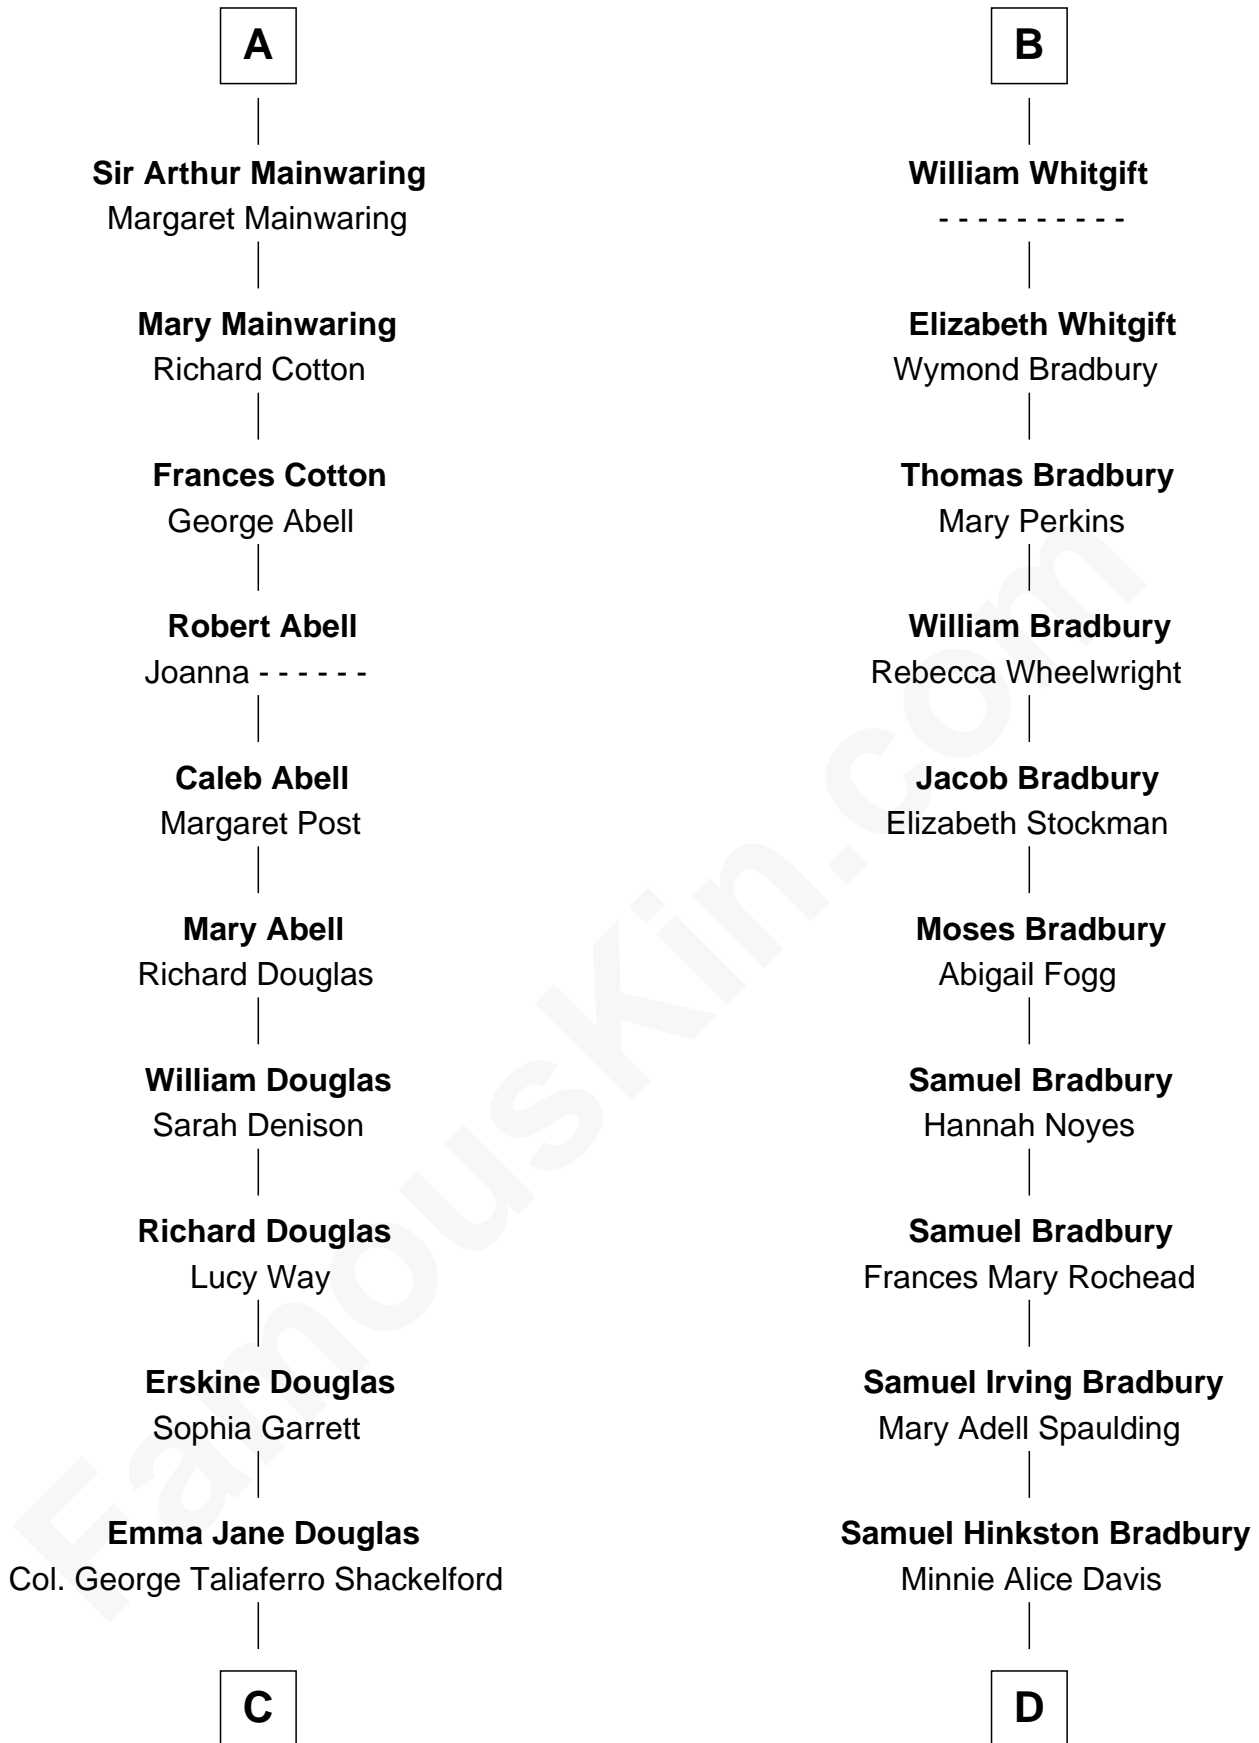 A
Sir Arthur Mainwaring
Margaret Mainwaring
Mary Mainwaring
Richard Cotton
Frances Cotton
George Abell
Robert Abell
Joanna - - - - - -
Caleb Abell
Margaret Post
Mary Abell
Richard Douglas
William Douglas
Sarah Denison
Richard Douglas
Lucy Way
Erskine Douglas
Sophia Garrett
Emma Jane Douglas
Col. George Taliaferro Shackelford
C
B
William Whitgift
- - - - - - - - - -
Elizabeth Whitgift
Wymond Bradbury
Thomas Bradbury
Mary Perkins
William Bradbury
Rebecca Wheelwright
Jacob Bradbury
Elizabeth Stockman
Moses Bradbury
Abigail Fogg
Samuel Bradbury
Hannah Noyes
Samuel Bradbury
Frances Mary Rochead
Samuel Irving Bradbury
Mary Adell Spaulding
Samuel Hinkston Bradbury
Minnie Alice Davis
D
FamousKin.com